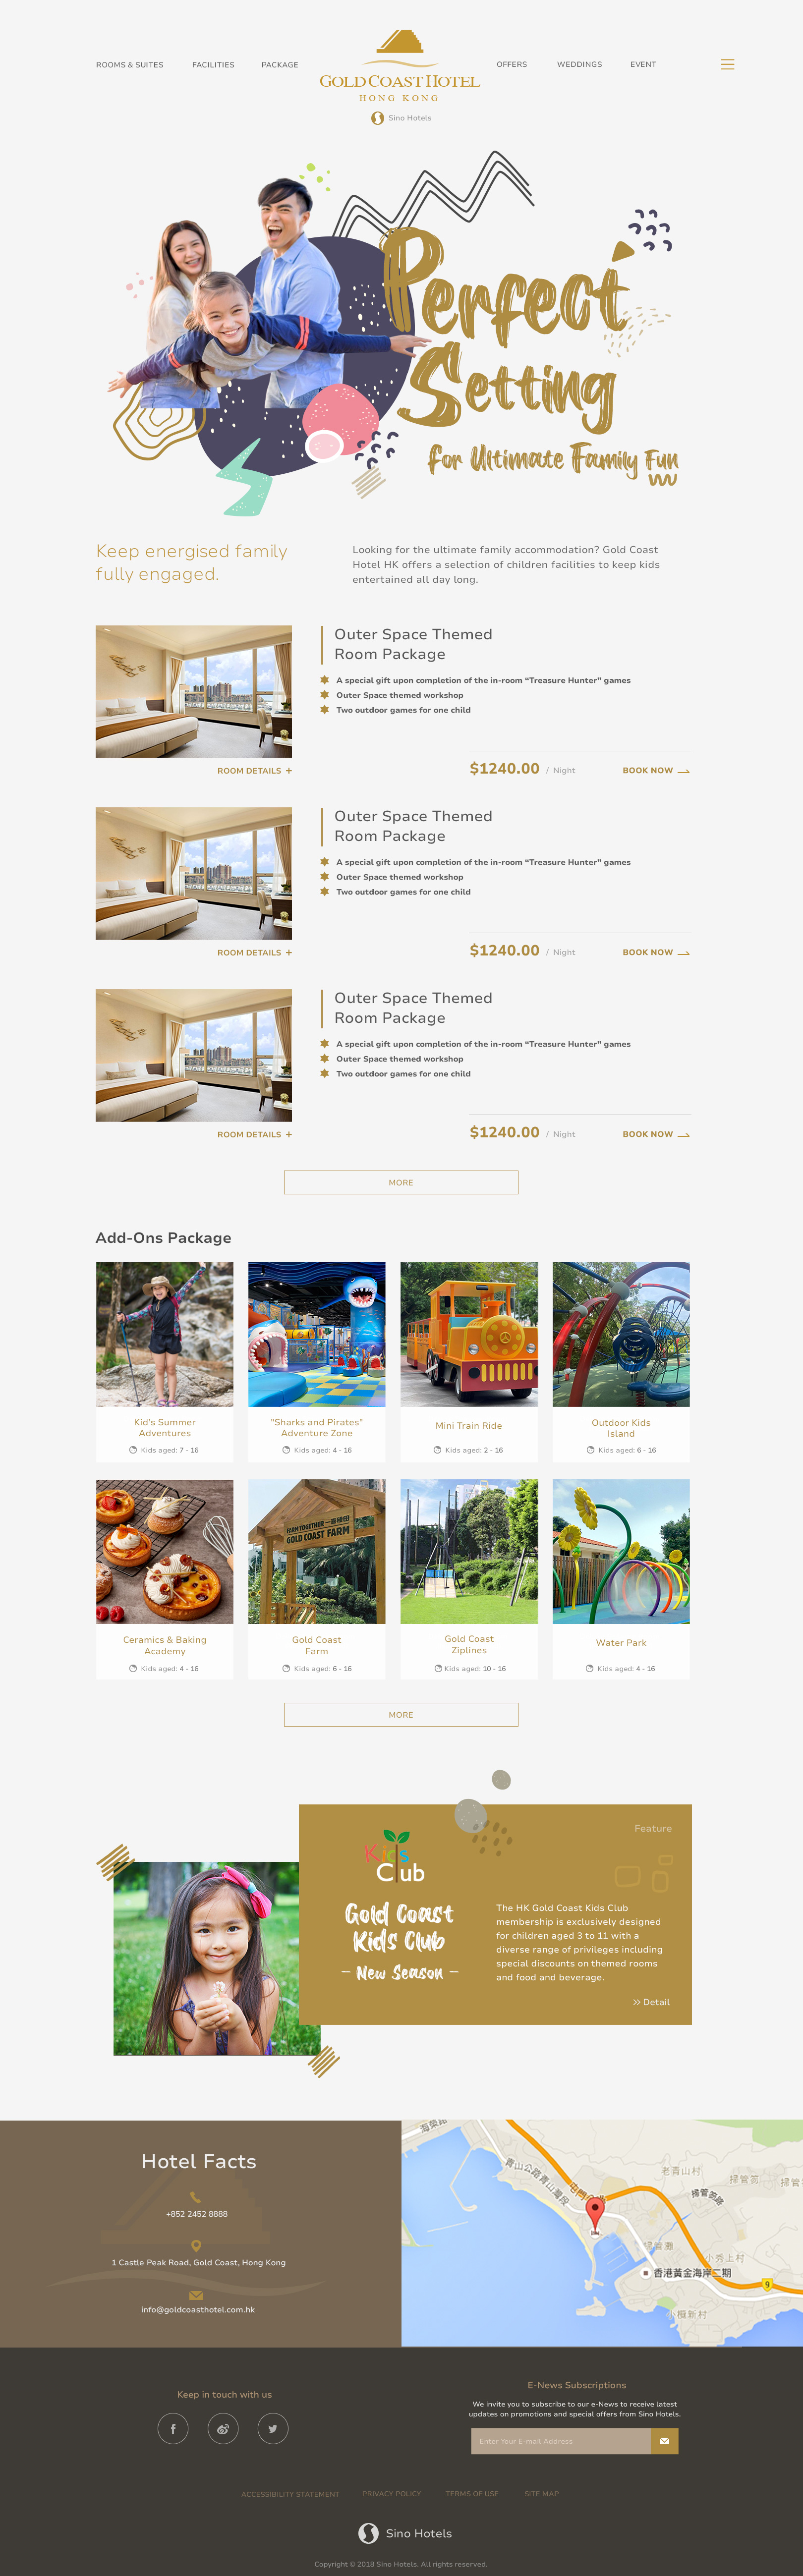 ROOMS & SUITES
FACILITIES
PACKAGE
GOLD COAST HOTEL
HONG KONG
Sino Hotels
OFFERS
WEDDINGS
EVENT
Perfect
Setting
for Ultimate Family Fun
Keep energised family
fully engaged.
Looking for the ultimate family accommodation? Gold Coast
Hotel HK offers a selection of children facilities to keep kids
entertained all day long.
Outer Space Themed
Room Package
A special gift upon completion of the in-room “Treasure Hunter” games
Outer Space themed workshop
Two outdoor games for one child
ROOM DETAILS +
$1240.00 / Night
BOOK NOW
Outer Space Themed
Room Package
A special gift upon completion of the in-room “Treasure Hunter” games
Outer Space themed workshop
Two outdoor games for one child
ROOM DETAILS +
$1240.00 / Night
BOOK NOW
Outer Space Themed
Room Package
A special gift upon completion of the in-room “Treasure Hunter” games
Outer Space themed workshop
Two outdoor games for one child
ROOM DETAILS +
$1240.00 / Night
BOOK NOW
MORE
Add-Ons Package
Kid's Summer
Adventures
Kids aged: 7 - 16
"Sharks and Pirates"
Adventure Zone
Kids aged: 4 - 16
Mini Train Ride
Kids aged: 2 - 16
Outdoor Kids
Island
Kids aged: 6 - 16
Ceramics & Baking
Academy
Kids aged: 4 - 16
FARM TOGETHER
GOLD COAST FARM
Gold Coast
Farm
Kids aged: 6 - 16
Gold Coast
Ziplines
Kids aged: 10 - 16
Water Park
Kids aged: 4 - 16
MORE
Kids
Club
Gold Coast
Kids Club
– New Season –
Feature
The HK Gold Coast Kids Club
membership is exclusively designed
for children aged 3 to 11 with a
diverse range of privileges including
special discounts on themed rooms
and food and beverage.
>> Detail
Hotel Facts
+852 2452 8888
1 Castle Peak Road, Gold Coast, Hong Kong
info@goldcoasthotel.com.hk
青山公路青山灣段
老青山村
掃管笏
掃管笏路
小秀上村
香港黃金海岸二期
9
Keep in touch with us
E-News Subscriptions
We invite you to subscribe to our e-News to receive latest
updates on promotions and special offers from Sino Hotels.
Enter Your E-mail Address
ACCESSIBILITY STATEMENT
PRIVACY POLICY
TERMS OF USE
SITE MAP
Sino Hotels
Copyright © 2018 Sino Hotels. All rights reserved.